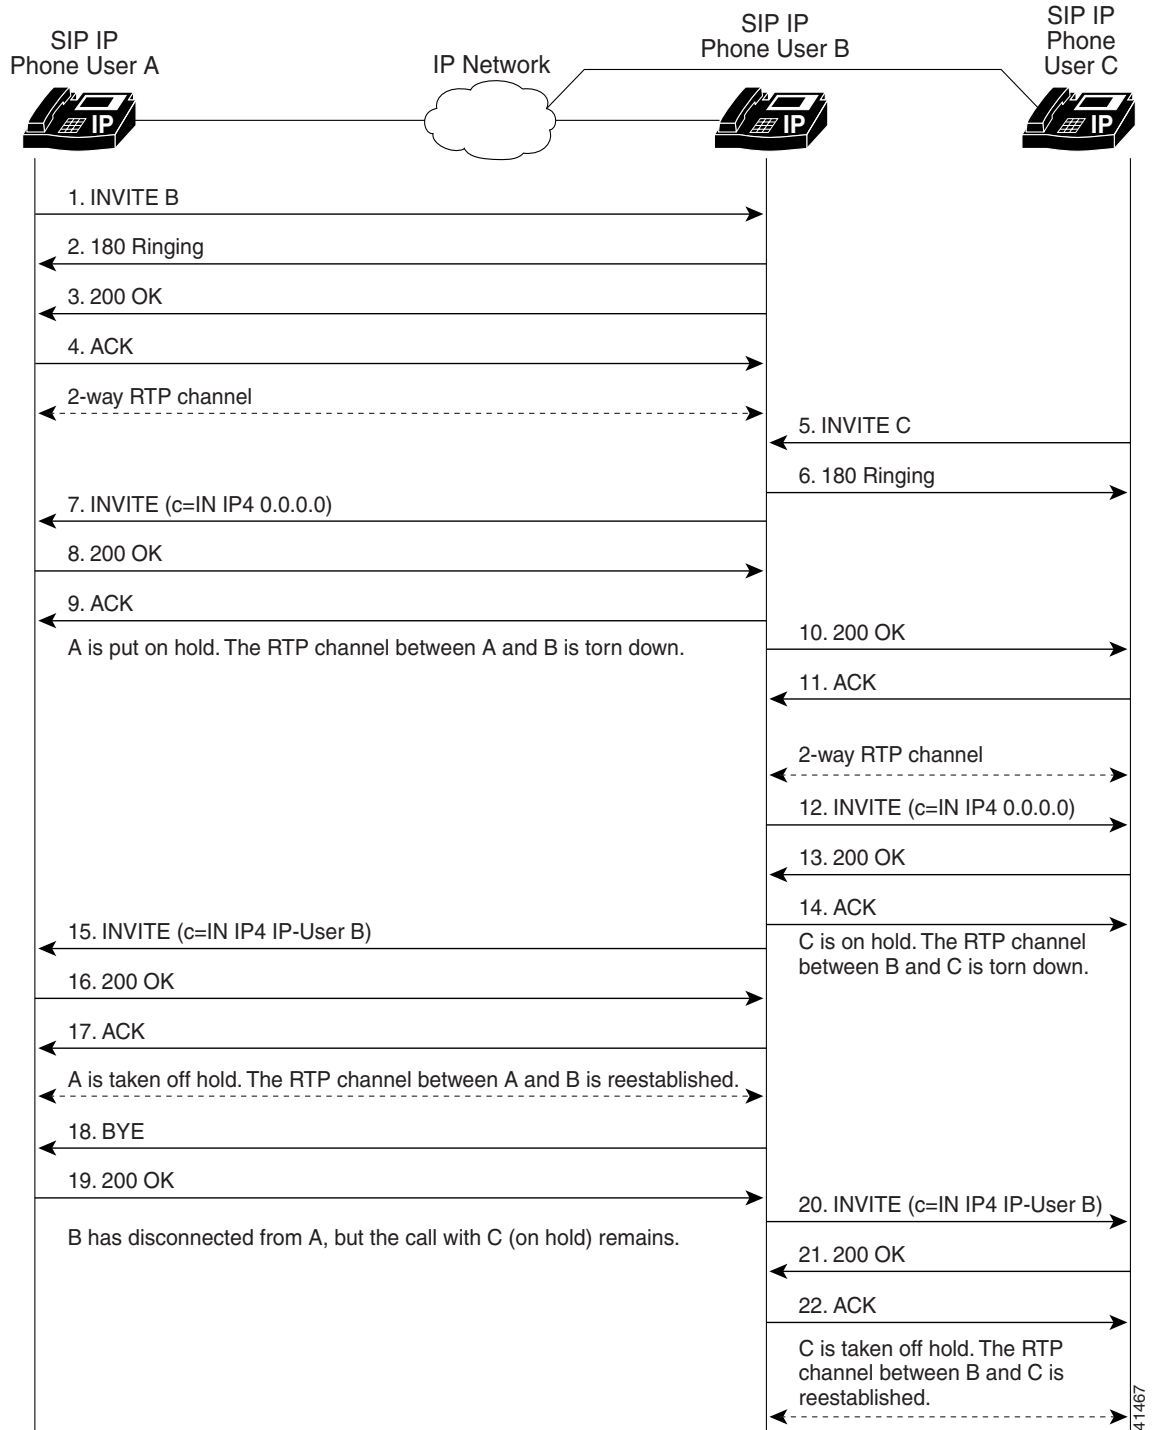 SIP IP
Phone User A
IP Network
SIP IP
Phone User B
SIP IP
Phone
User C
IP
IP
IP
1. INVITE B
2. 180 Ringing
3. 200 OK
4. ACK
2-way RTP channel
5. INVITE C
6. 180 Ringing
7. INVITE (c=IN IP4 0.0.0.0)
8. 200 OK
9. ACK
A is put on hold. The RTP channel between A and B is torn down.
10. 200 OK
11. ACK
2-way RTP channel
12. INVITE (c=IN IP4 0.0.0.0)
13. 200 OK
14. ACK
C is on hold. The RTP channel
between B and C is torn down.
15. INVITE (c=IN IP4 IP-User B)
16. 200 OK
17. ACK
A is taken off hold. The RTP channel between A and B is reestablished.
18. BYE
19. 200 OK
B has disconnected from A, but the call with C (on hold) remains.
20. INVITE (c=IN IP4 IP-User B)
21. 200 OK
22. ACK
C is taken off hold. The RTP
channel between B and C is
reestablished.
41467